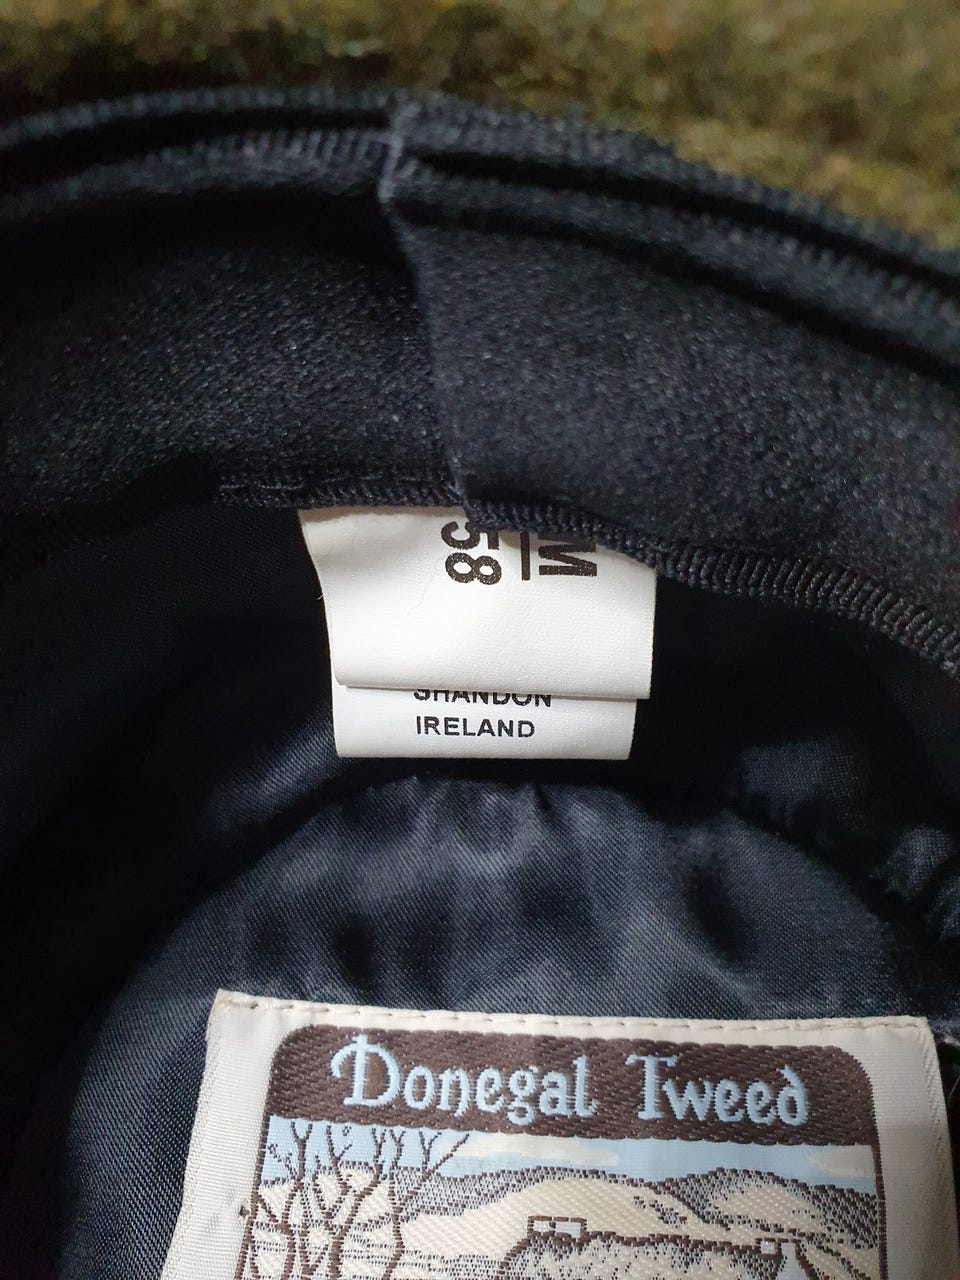 M
58
SHANDON
IRELAND
Donegal Tweed